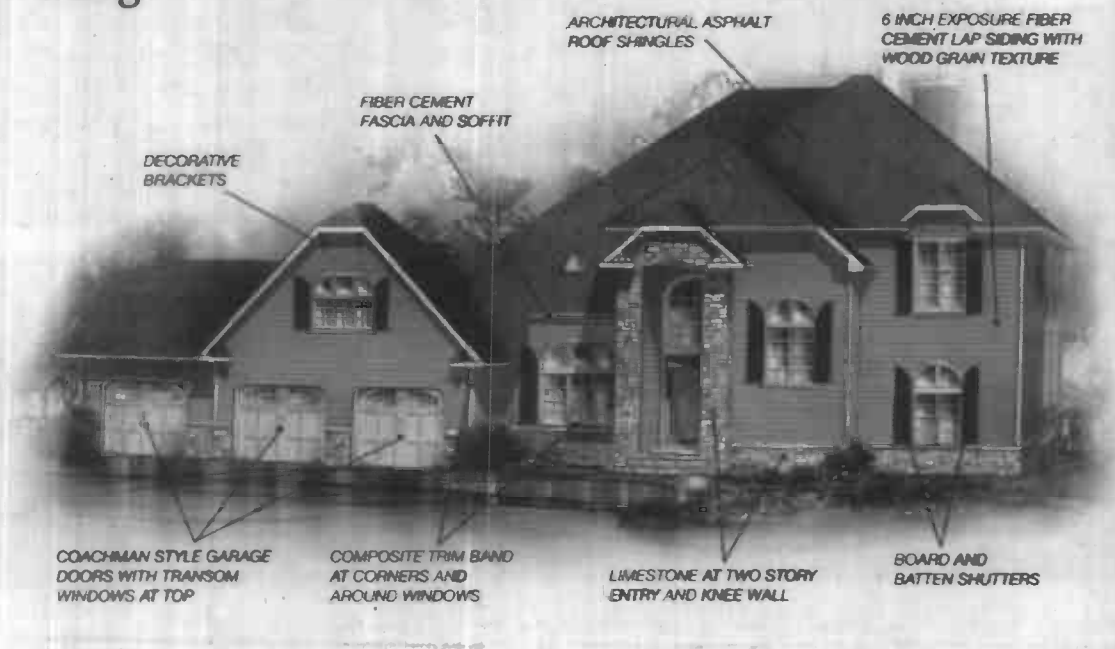 ARCHITECTURAL ASPHALT
ROOF SHINGLES
6 INCH EXPOSURE FIBER
CEMENT LAP SIDING WITH
WOOD GRAIN TEXTURE
FIBER CEMENT
FASCIA AND SOFFIT
DECORATIVE
BRACKETS
COACHMAN STYLE GARAGE
DOORS WITH TRANSOM
WINDOWS AT TOP
COMPOSITE TRIM BAND
AT CORNERS AND
AROUND WINDOWS
LIMESTONE AT TWO STORY
ENTRY AND KNEE WALL
BOARD AND
BATTEN SHUTTERS